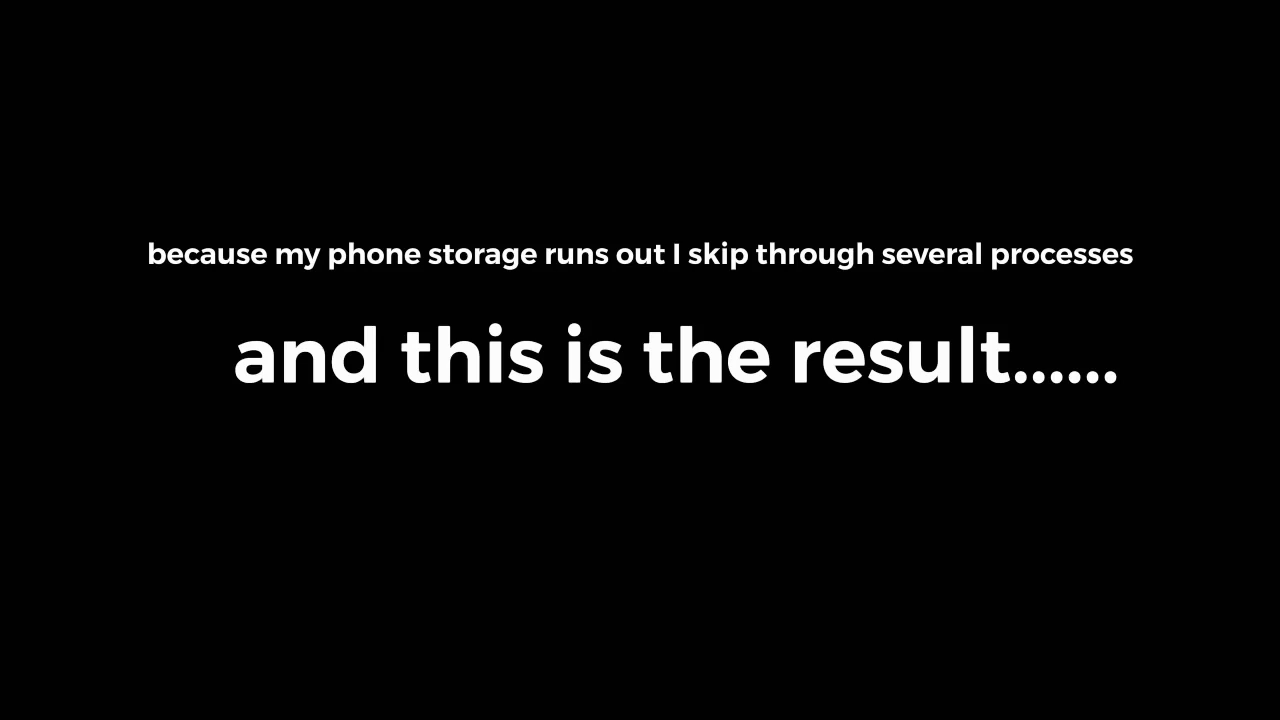 because my phone storage runs out I skip through several processes
and this is the result......